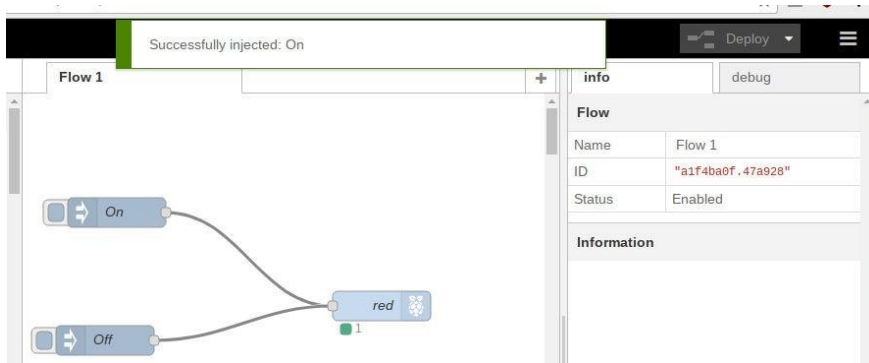 Successfully injected: On
Deploy
Flow 1
+
info
debug
Flow
Name
Flow 1
ID
"a1f4ba0f.47a928"
Status
Enabled
Information
On
Off
red
1